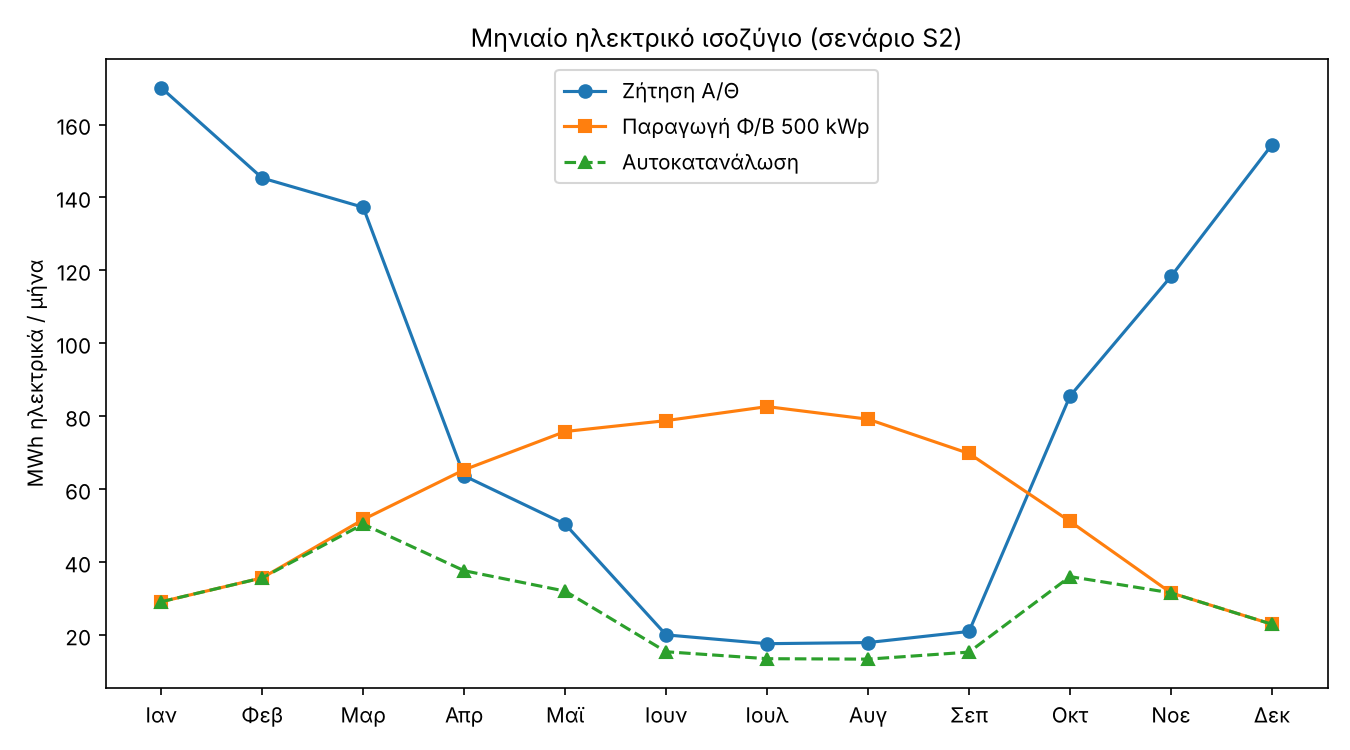 Μηνιαίο ηλεκτρικό ισοζύγιο (σενάριο S2)
Ζήτηση Α/Θ
Παραγωγή Φ/Β 500 kWp
Αυτοκατανάλωση
MWh ηλεκτρικά / μήνα
160
140
120
100
80
60
40
20
Ιαν Φεβ Μαρ Απρ Μαϊ Ιουν Ιουλ Αυγ Σεπ Οκτ Νοε Δεκ